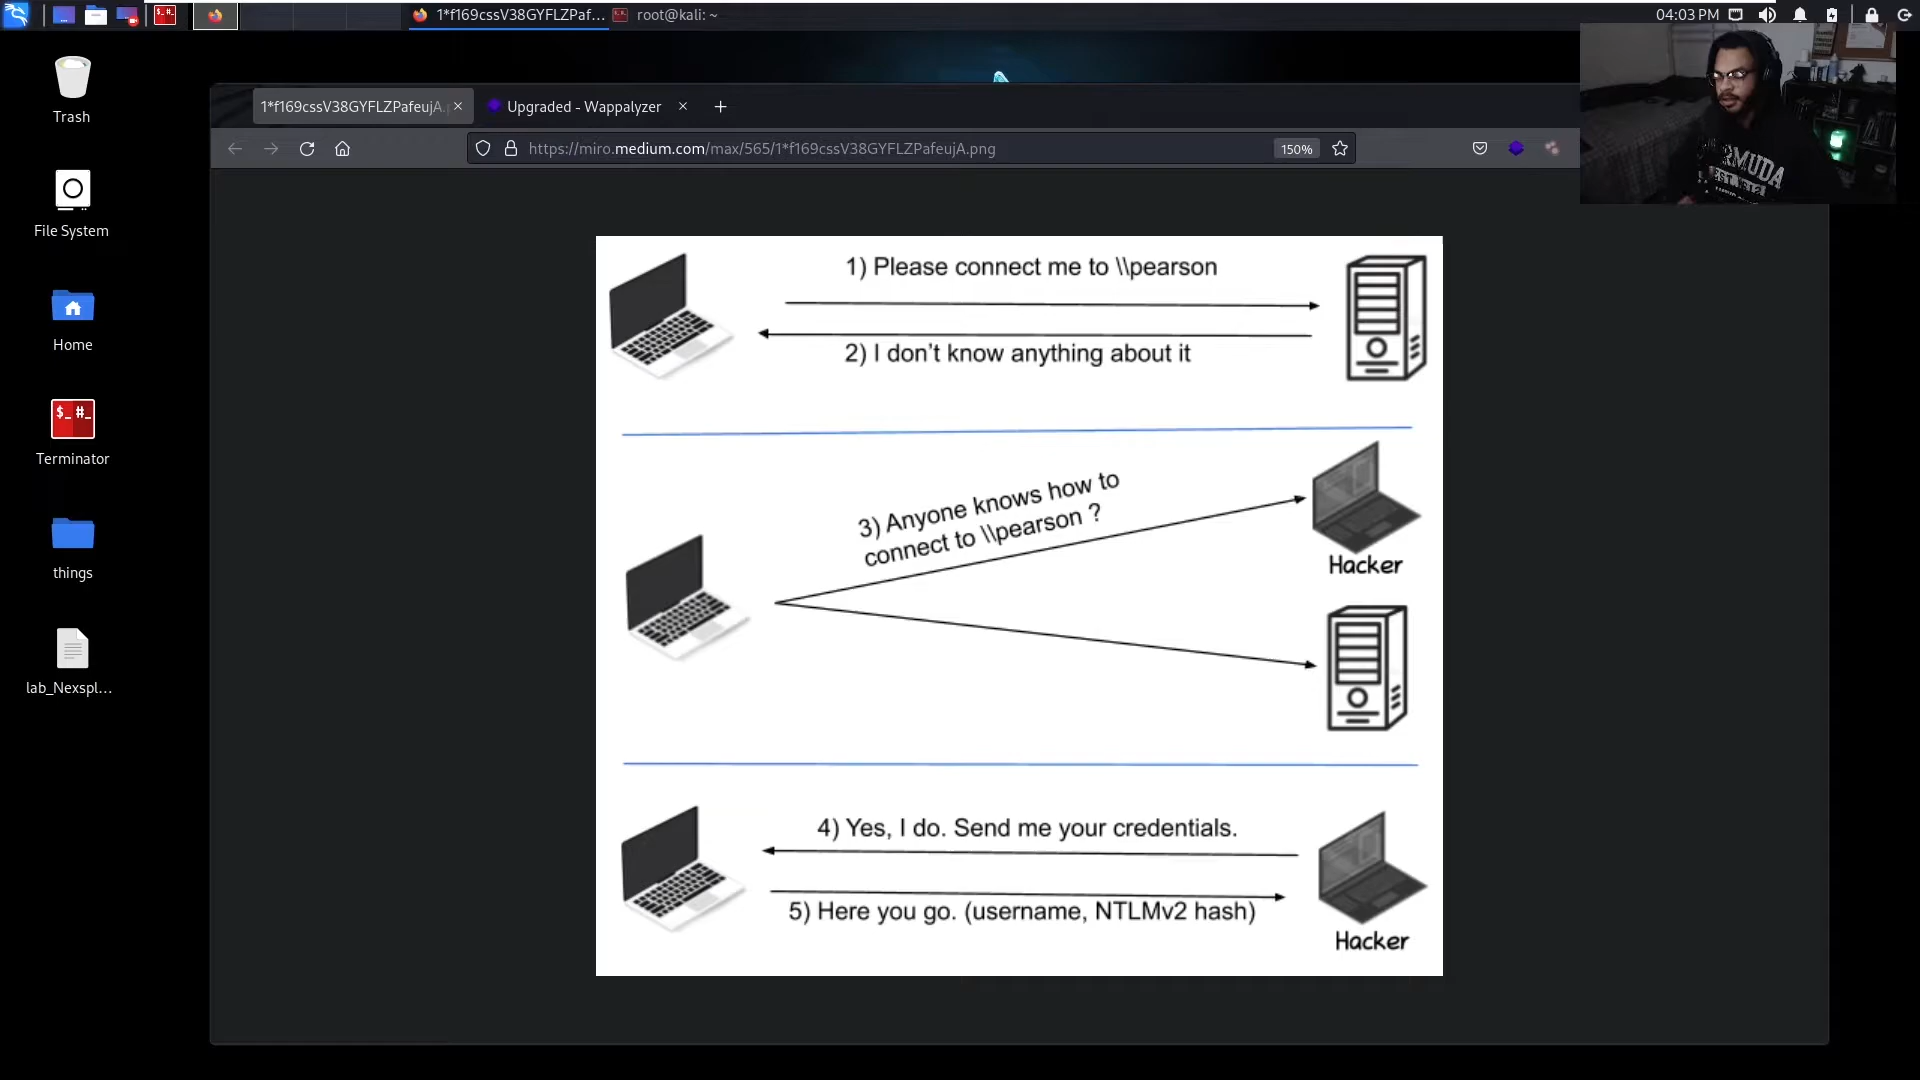 1*f169cssV38GYFLZPaf...
root@kali: ~
04:03 PM
Trash
File System
Home
$_ #_
Terminator
things
lab_Nexspl...
1*f169cssV38GYFLZPafeujA.
Upgraded - Wappalyzer
https://miro.medium.com/max/565/1*f169cssV38GYFLZPafeujA.png
150%
1) Please connect me to \\pearson
2) I don't know anything about it
3) Anyone knows how to
connect to \\pearson ?
Hacker
4) Yes, I do. Send me your credentials.
5) Here you go. (username, NTLMv2 hash)
Hacker